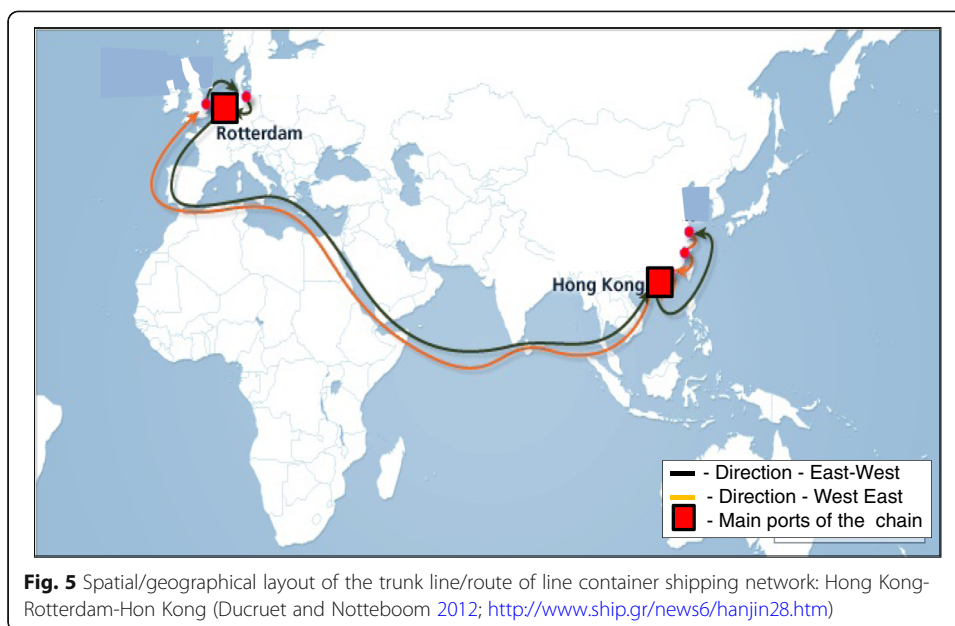 Rotterdam
Hong Kong
- Direction - East-West
- Direction - West East
- Main ports of the chain
Fig. 5 Spatial/geographical layout of the trunk line/route of line container shipping network: Hong Kong-
Rotterdam-Hon Kong (Ducruet and Notteboom 2012; http://www.ship.gr/news6/hanjin28.htm)